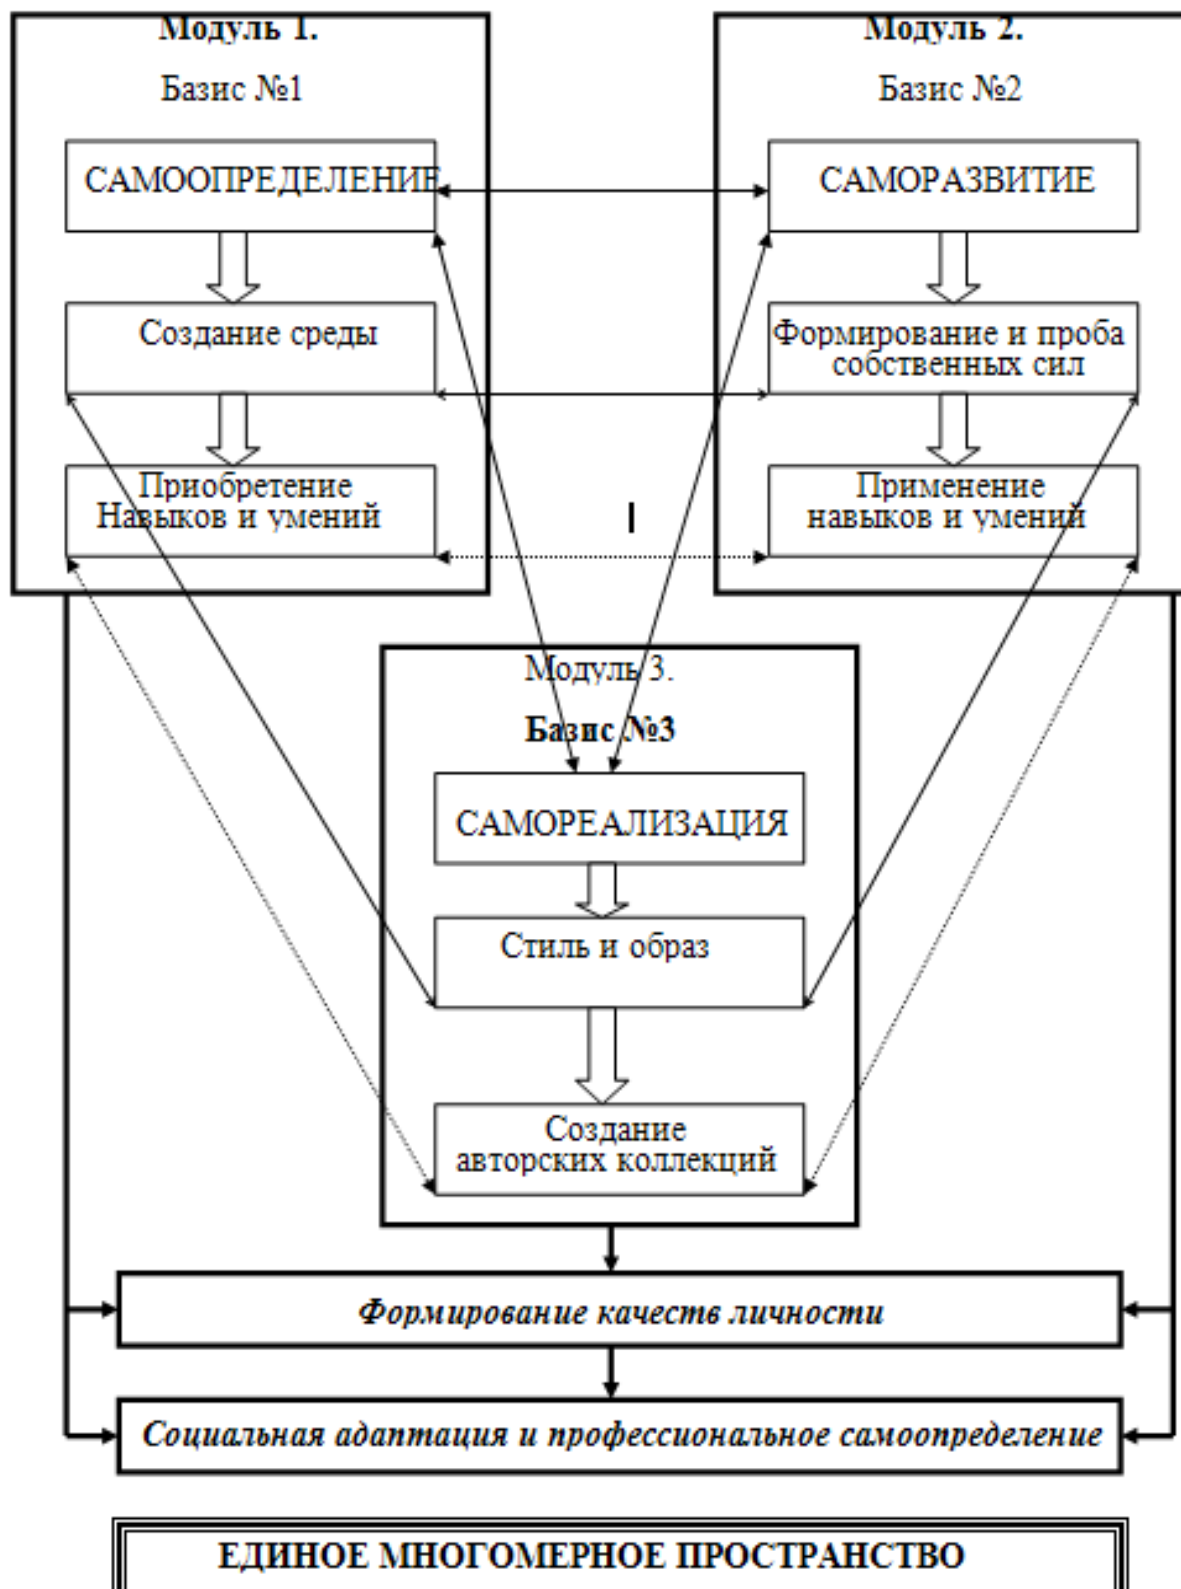 Модуль 1.
Базис №1
САМООПРЕДЕЛЕНИЕ
Создание среды
Приобретение
Навыков и умений
Модуль 2.
Базис №2
САМОРАЗВИТИЕ
Формирование и проба
собственных сил
Применение
навыков и умений
Модуль 3.
Базис №3
САМОРЕАЛИЗАЦИЯ
Стиль и образ
Создание
авторских коллекций
Формирование качеств личности
Социальная адаптация и профессиональное самоопределение
ЕДИНОЕ МНОГОМЕРНОЕ ПРОСТРАНСТВО